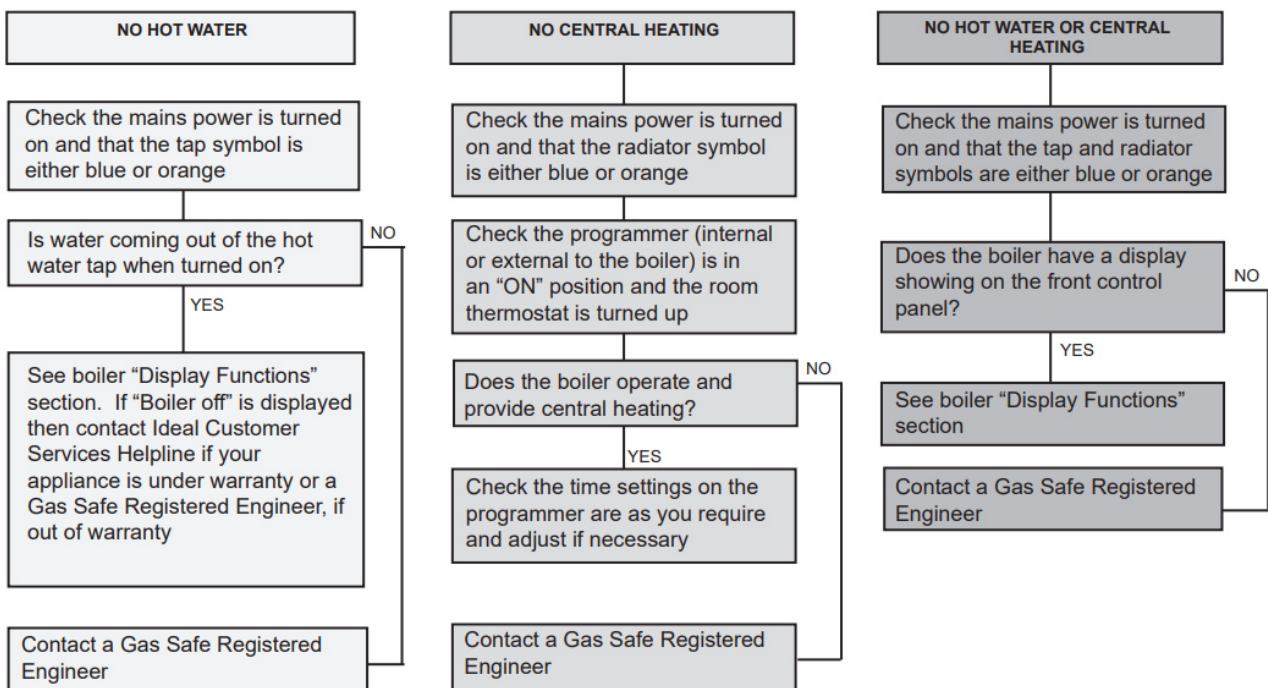 NO HOT WATER
Check the mains power is turned
on and that the tap symbol is
either blue or orange
Is water coming out of the hot
water tap when turned on?
NO
YES
See boiler “Display Functions”
section.  If “Boiler off” is displayed
then contact Ideal Customer
Services Helpline if your
appliance is under warranty or a
Gas Safe Registered Engineer, if
out of warranty
Contact a Gas Safe Registered
Engineer
NO CENTRAL HEATING
Check the mains power is turned
on and that the radiator symbol
is either blue or orange
Check the programmer (internal
or external to the boiler) is in
an “ON” position and the room
thermostat is turned up
Does the boiler operate and
provide central heating?
NO
YES
Check the time settings on the
programmer are as you require
and adjust if necessary
Contact a Gas Safe Registered
Engineer
NO HOT WATER OR CENTRAL
HEATING
Check the mains power is turned
on and that the tap and radiator
symbols are either blue or orange
Does the boiler have a display
showing on the front control
panel?
NO
YES
See boiler “Display Functions”
section
Contact a Gas Safe Registered
Engineer